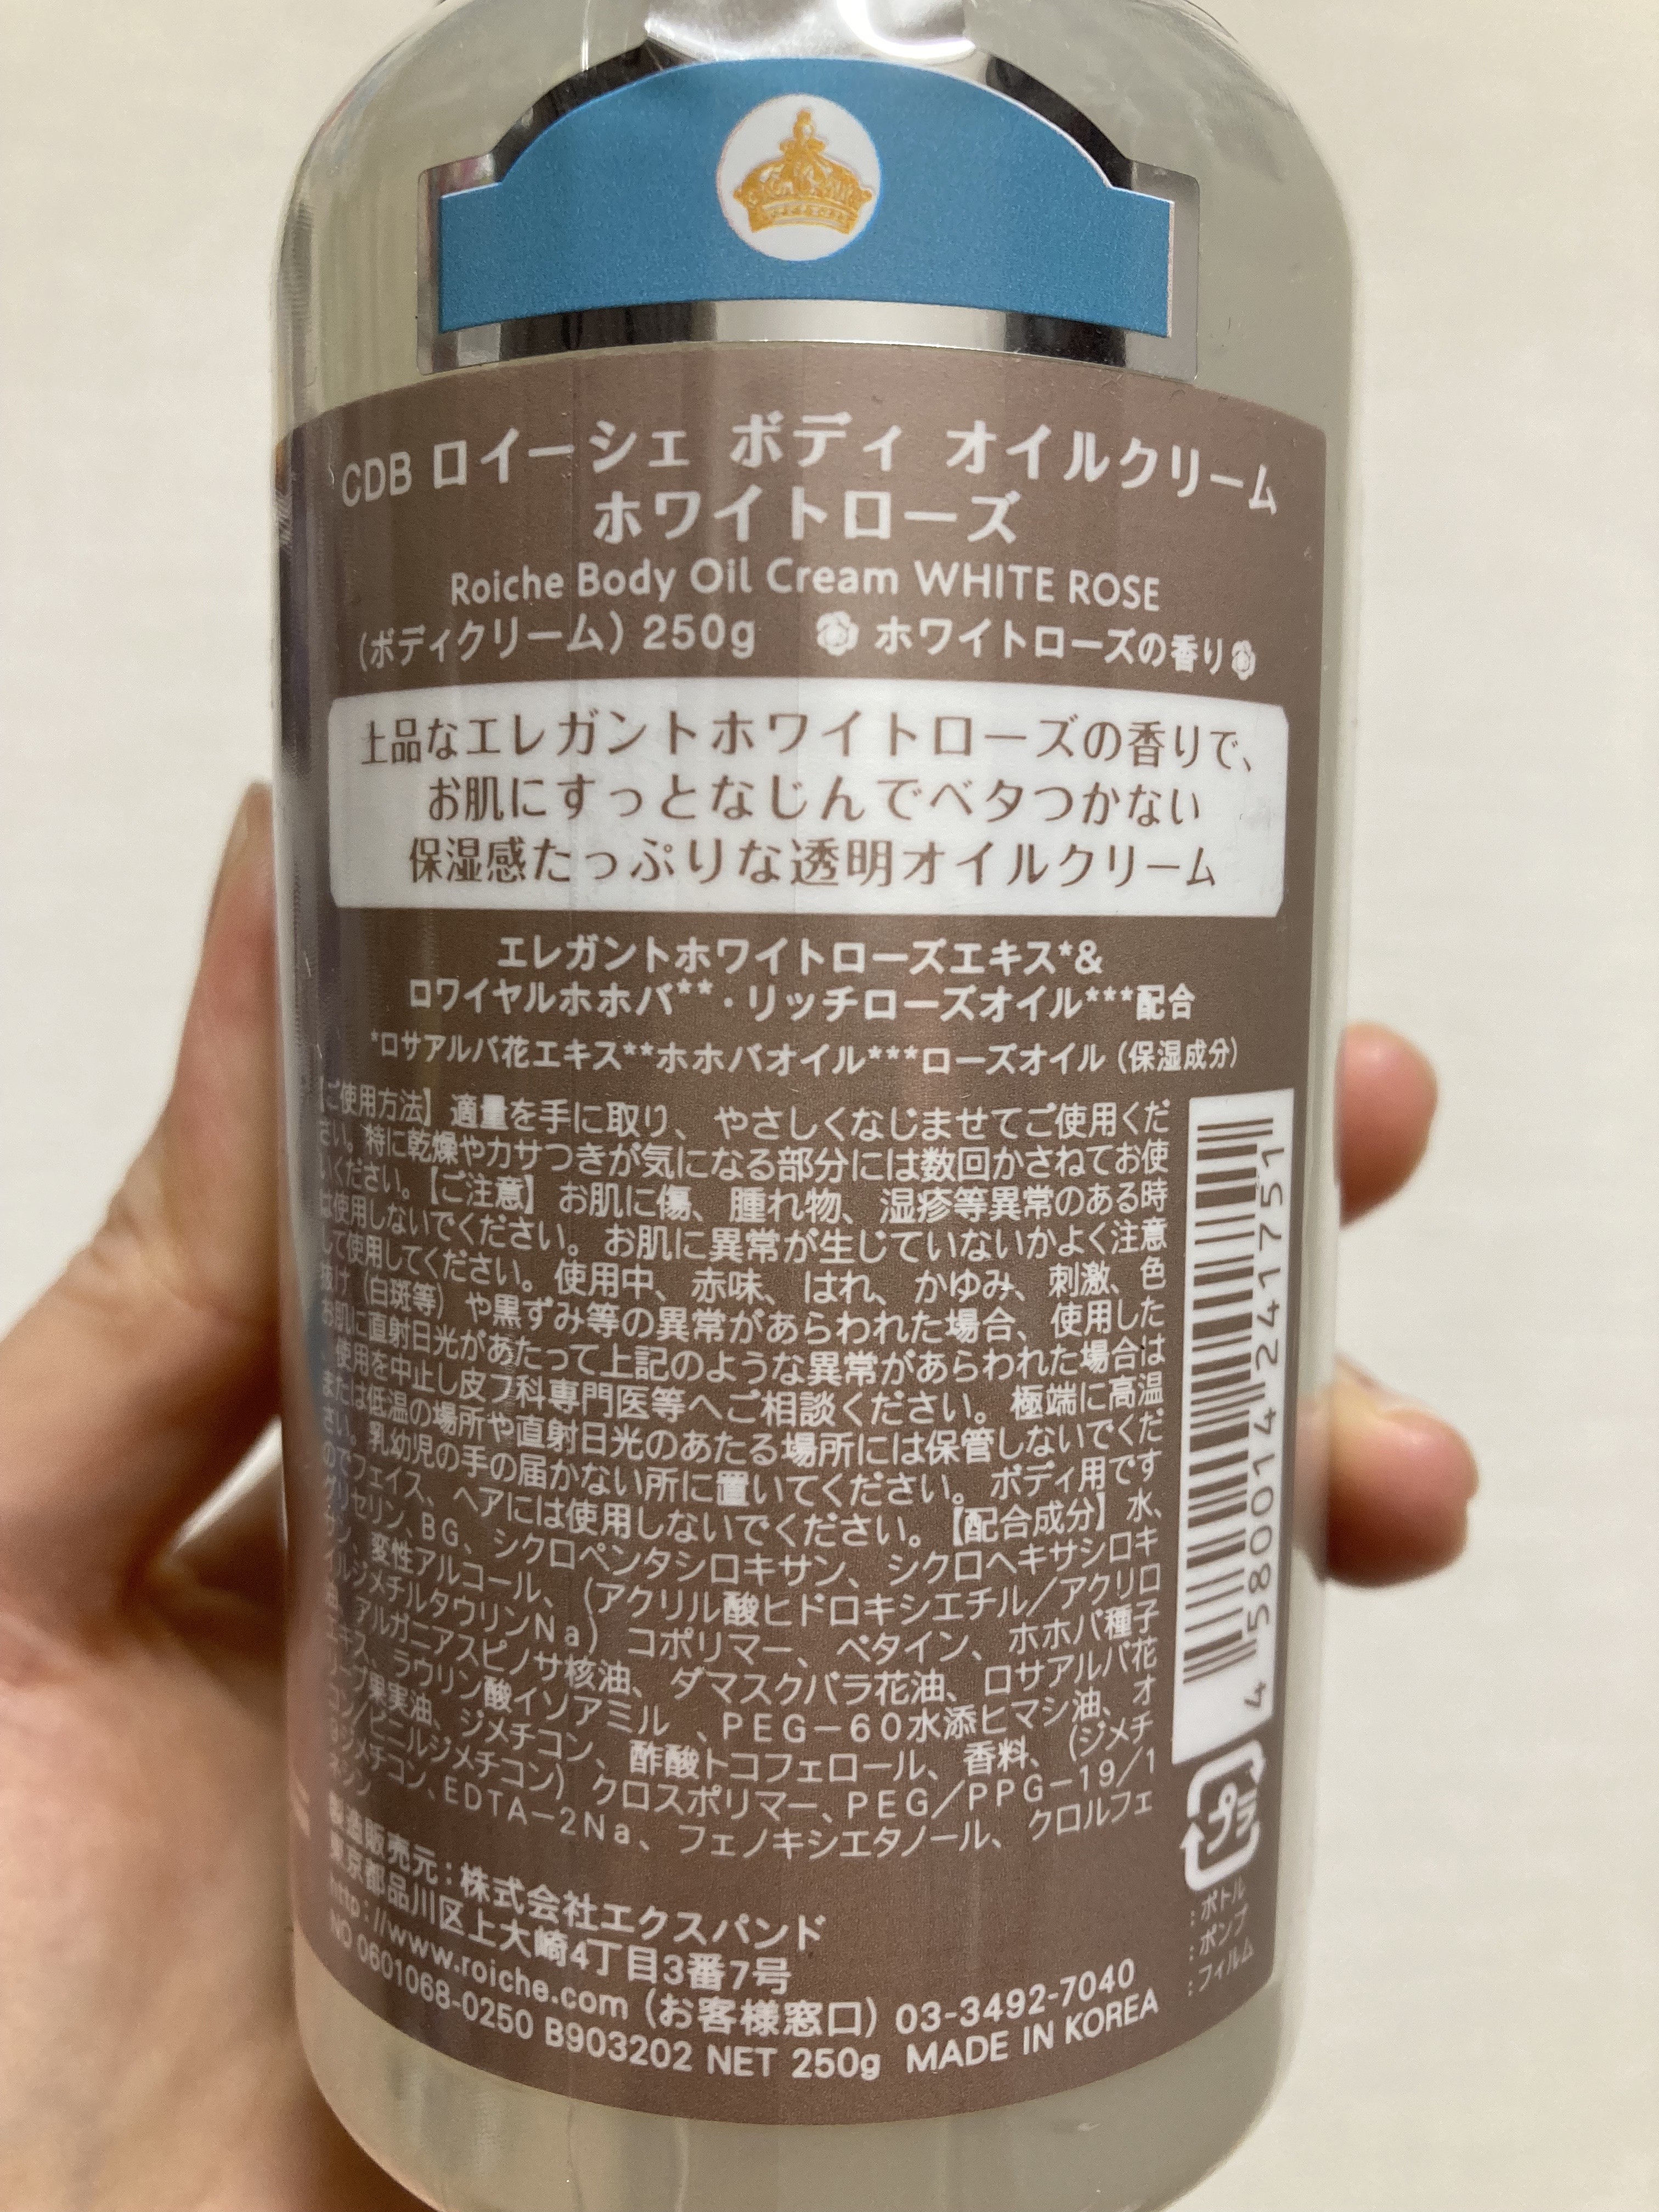 CDB ロイーシェ ボディ オイルクリーム
ホワイトローズ
Roiche Body Oil Cream WHITE ROSE
(ボディクリーム) 250g ホワイトローズの香り
上品なエレガントホワイトローズの香りで、
お肌にすっとなじんでベタつかない
保湿感たっぷりな透明オイルクリーム
エレガントホワイトローズエキス*&
ロワイヤルホホバ**・リッチローズオイル***配合
*ロサアルバ花エキス**ホホバオイル***ローズオイル (保湿成分)
【ご使用方法】適量を手に取り、やさしくなじませてご使用くだ
さい。特に乾燥やカサつきが気になる部分には数回かさねてお使
いください。【ご注意】お肌に傷、腫れ物、湿疹等異常のある時
は使用しないでください。お肌に異常が生じていないかよく注意
して使用してください。使用中、赤味、はれ、かゆみ、刺激、色
抜け(白斑等)や黒ずみ等の異常があらわれた場合、使用した
お肌に直射日光があたって上記のような異常があらわれた場合は
、使用を中止し皮フ科専門医等へご相談ください。極端に高温
または低温の場所や直射日光のあたる場所には保管しないでくだ
さい。乳幼児の手の届かない所に置いてください。ボディ用です
のでフェイス、ヘアには使用しないでください。【配合成分】水、
グリセリン、BG、シクロペンタシロキサン、シクロヘキサシロキ
サン、変性アルコール、(アクリル酸ヒドロキシエチル/アクリロ
イルジメチルタウリンNa) コポリマー、ベタイン、ホホバ種子
油、アルガニアスピノサ核油、ダマスクバラ花油、ロサアルバ花
エキス、ラウリン酸イソアミル 、PEG-60水添ヒマシ油、オ
リーブ果実油、ジメチコン、酢酸トコフェロール、香料、(ジメチ
コン/ビニルジメチコン) クロスポリマー、PEG/PPG-19/1
9ジメチコン、EDTA-2Na、フェノキシエタノール、クロルフェ
ネシン
製造販売元:株式会社エクスパンド
東京都品川区上大崎4丁目3番7号
http://www.roiche.com (お客様窓口) 03-3492-7040
NO 0601068-0250 B903202 NET 250g MADE IN KOREA
4 580014 241751
プラ
:ボトル
:ポンプ
:フィルム